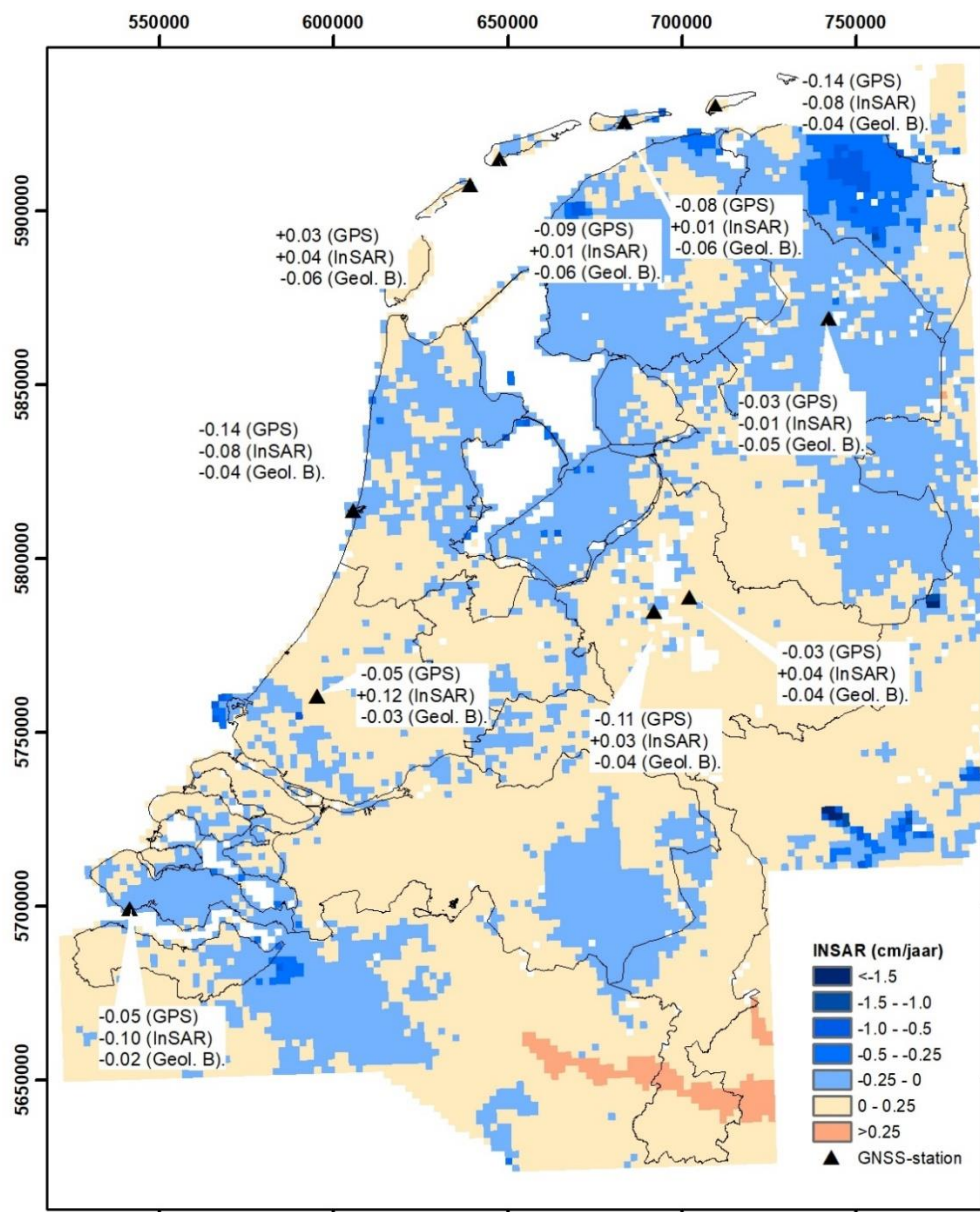 550000 600000 650000 700000 750000
-0.14 (GPS)
-0.08 (InSAR)
-0.04 (Geol. B).
5900000
-0.08 (GPS)
+0.01 (InSAR)
-0.06 (Geol. B).
-0.09 (GPS)
+0.01 (InSAR)
-0.06 (Geol. B).
+0.03 (GPS)
+0.04 (InSAR)
-0.06 (Geol. B).
5850000
-0.03 (GPS)
-0.01 (InSAR)
-0.05 (Geol. B).
-0.14 (GPS)
-0.08 (InSAR)
-0.04 (Geol. B).
5800000
-0.03 (GPS)
+0.04 (InSAR)
-0.04 (Geol. B).
-0.05 (GPS)
+0.12 (InSAR)
-0.03 (Geol. B).
-0.11 (GPS)
+0.03 (InSAR)
-0.04 (Geol. B).
5750000
5700000
-0.05 (GPS)
-0.10 (InSAR)
-0.02 (Geol. B).
5650000
INSAR (cm/jaar)
<-1.5
-1.5 - -1.0
-1.0 - -0.5
-0.5 - -0.25
-0.25 - 0
0 - 0.25
>0.25
GNSS-station